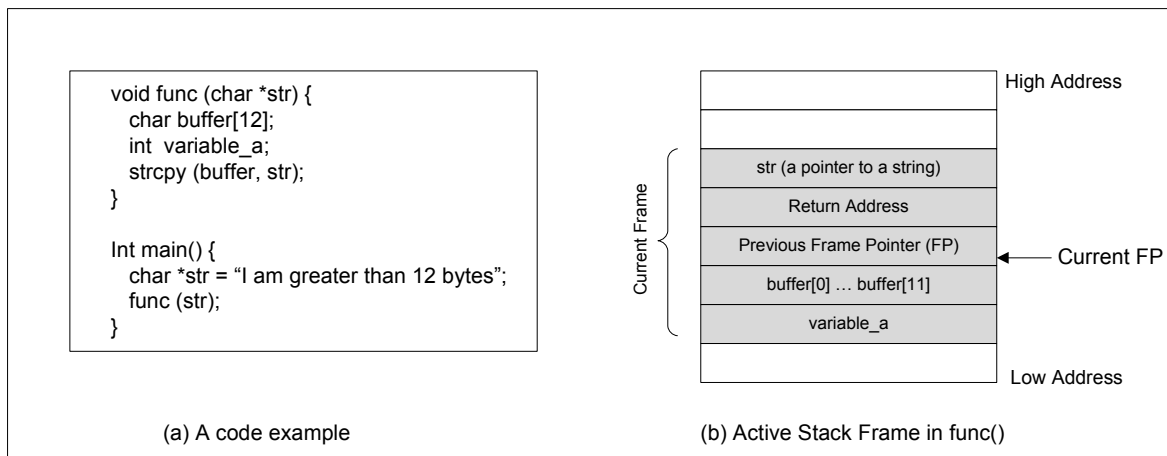 void func (char *str) {
char buffer[12];
int variable_a;
strcpy (buffer, str);
}
Int main() {
char *str = “I am greater than 12 bytes”;
func (str);
}
(a) A code example
High Address
str (a pointer to a string)
Return Address
Previous Frame Pointer (FP)
buffer[0] … buffer[11]
variable_a
Low Address
Current Frame
Current FP
(b) Active Stack Frame in func()